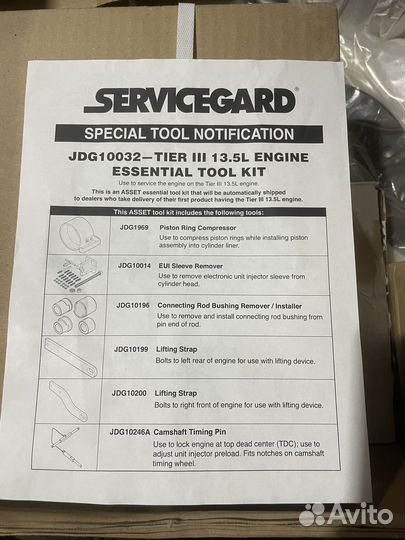 SERVICEGARD®
SPECIAL TOOL NOTIFICATION
JDG10032—TIER III 13.5L ENGINE
ESSENTIAL TOOL KIT
Use to service the engine on the Tier III 13.5L engine.
This is an ASSET essential tool kit that will be automatically shipped
to dealers who take delivery of their first product having the Tier III 13.5L engine.
This ASSET tool kit includes the following tools:
JDG1969 Piston Ring Compressor
Use to compress piston rings while installing piston
assembly into cylinder liner.
JDG10014 EUI Sleeve Remover
Use to remove electronic unit injector sleeve from
cylinder head.
JDG10196 Connecting Rod Bushing Remover / Installer
Use to remove and install connecting rod bushing from
pin end of rod.
JDG10199 Lifting Strap
Bolts to left rear of engine for use with lifting device.
JDG10200 Lifting Strap
Bolts to right front of engine for use with lifting device.
JDG10246A Camshaft Timing Pin
Use to lock engine at top dead center (TDC); use to
adjust unit injector preload. Fits notches on camshaft
timing wheel.
Avito